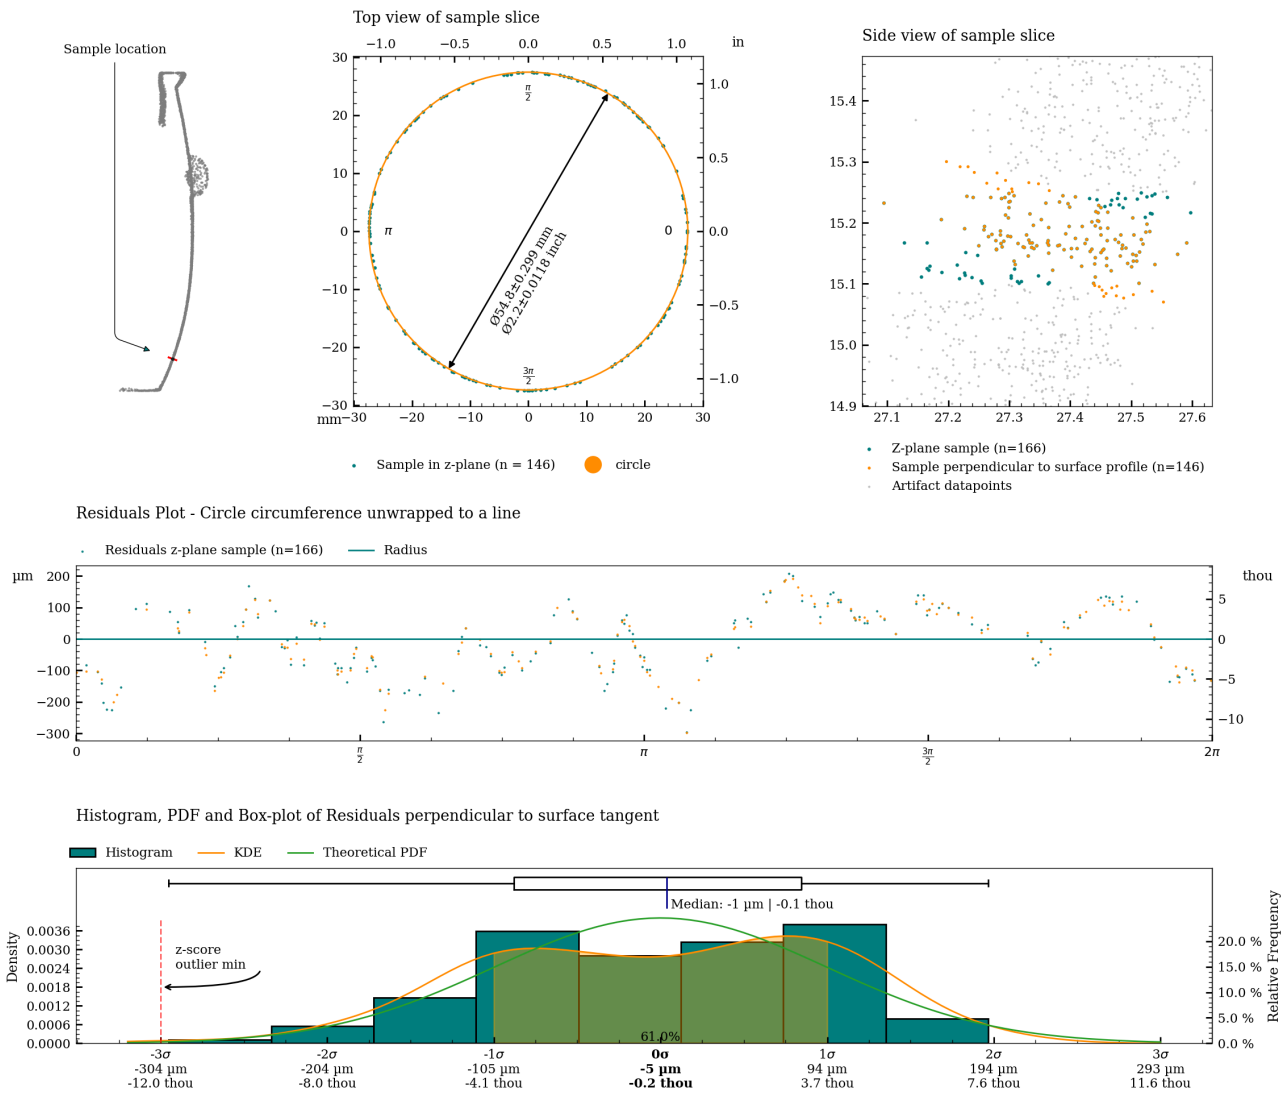 Sample location
Top view of sample slice
−1.0 −0.5 0.0 0.5 1.0 in
30
20
10
0
−10
−20
−30
1.0
0.5
0.0
−0.5
−1.0
π/2
π
0
3π/2
Ø54.8±0.299 mm
Ø2.2±0.0118 inch
mm −30 −20 −10 0 10 20 30
Sample in z-plane (n = 146) circle
Side view of sample slice
15.4
15.3
15.2
15.1
15.0
14.9
27.1 27.2 27.3 27.4 27.5 27.6
Z-plane sample (n=166)
Sample perpendicular to surface profile (n=146)
Artifact datapoints
Residuals Plot - Circle circumference unwrapped to a line
Residuals z-plane sample (n=166) Radius
µm
200
100
0
−100
−200
−300
thou
5
0
−5
−10
0 π/2 π 3π/2 2π
Histogram, PDF and Box-plot of Residuals perpendicular to surface tangent
Histogram KDE Theoretical PDF
Median: -1 µm | -0.1 thou
z-score
outlier min
Density
0.0036
0.0030
0.0024
0.0018
0.0012
0.0006
0.0000
Relative Frequency
20.0 %
15.0 %
10.0 %
5.0 %
0.0 %
61.0%
-3σ -2σ -1σ 0σ 1σ 2σ 3σ
-304 µm -204 µm -105 µm -5 µm 94 µm 194 µm 293 µm
-12.0 thou -8.0 thou -4.1 thou -0.2 thou 3.7 thou 7.6 thou 11.6 thou